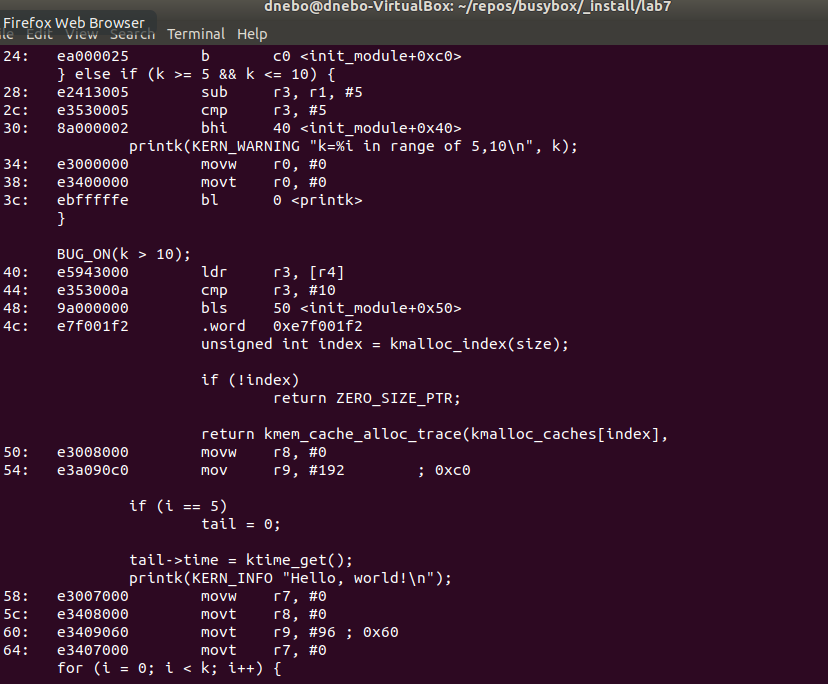 dnebo@dnebo-VirtualBox: ~/repos/busybox/_install/lab7
Firefox Web Browser
Edit View Search Terminal Help
24: ea000025 b c0 <init_module+0xc0>
} else if (k >= 5 && k <= 10) {
28: e2413005 sub r3, r1, #5
2c: e3530005 cmp r3, #5
30: 8a000002 bhi 40 <init_module+0x40>
printk(KERN_WARNING "k=%i in range of 5,10\n", k);
34: e3000000 movw r0, #0
38: e3400000 movt r0, #0
3c: ebfffffe bl 0 <printk>
}
BUG_ON(k > 10);
40: e5943000 ldr r3, [r4]
44: e353000a cmp r3, #10
48: 9a000000 bls 50 <init_module+0x50>
4c: e7f001f2 .word 0xe7f001f2
unsigned int index = kmalloc_index(size);
if (!index)
return ZERO_SIZE_PTR;
return kmem_cache_alloc_trace(kmalloc_caches[index],
50: e3008000 movw r8, #0
54: e3a090c0 mov r9, #192 ; 0xc0
if (i == 5)
tail = 0;
tail->time = ktime_get();
printk(KERN_INFO "Hello, world!\n");
58: e3007000 movw r7, #0
5c: e3408000 movt r8, #0
60: e3409060 movt r9, #96 ; 0x60
64: e3407000 movt r7, #0
for (i = 0; i < k; i++) {